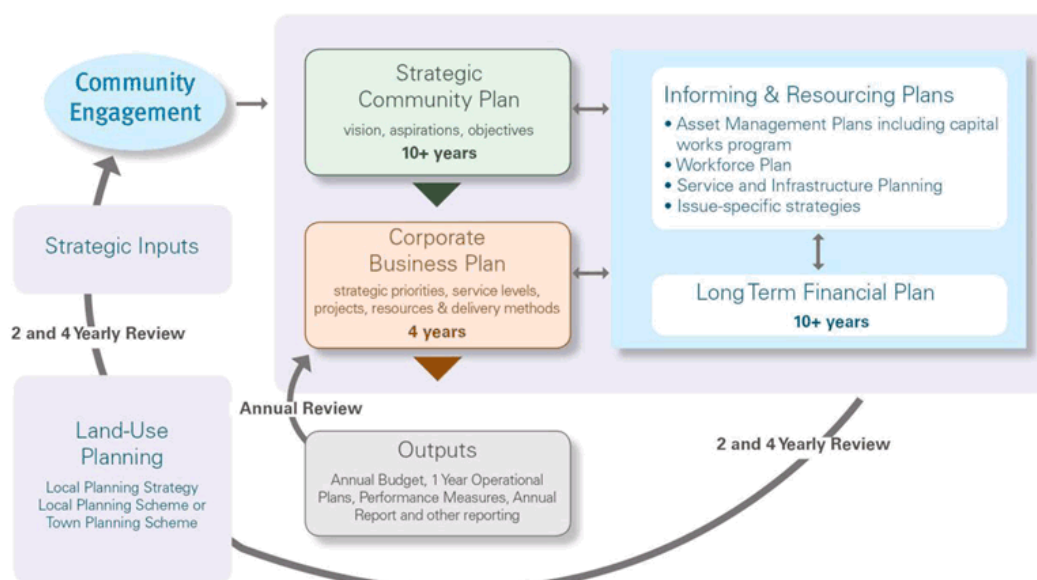 Community
Engagement
Strategic
Community Plan
vision, aspirations, objectives
10+ years
Informing & Resourcing Plans
• Asset Management Plans including capital
works program
• Workforce Plan
• Service and Infrastructure Planning
• Issue-specific strategies
Strategic Inputs
Corporate
Business Plan
strategic priorities, service levels,
projects, resources & delivery methods
4 years
Long Term Financial Plan
10+ years
2 and 4 Yearly Review
Annual Review
Land-Use
Planning
Local Planning Strategy
Local Planning Scheme or
Town Planning Scheme
Outputs
Annual Budget, 1 Year Operational
Plans, Performance Measures, Annual
Report and other reporting
2 and 4 Yearly Review